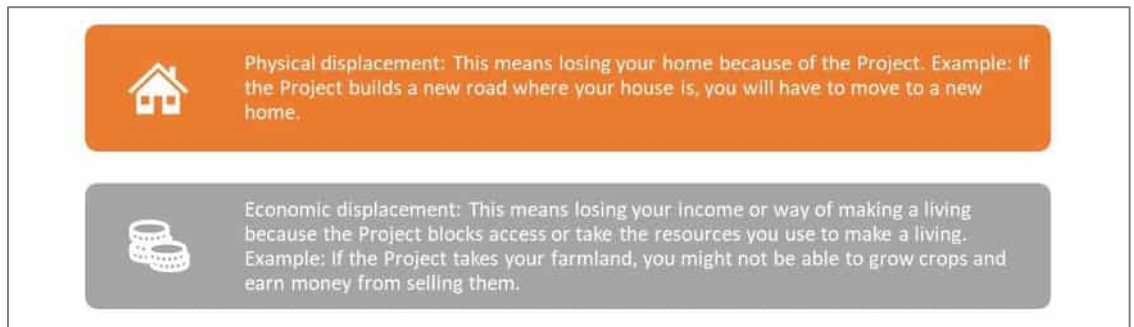 Physical displacement: This means losing your home because of the Project. Example: If
the Project builds a new road where your house is, you will have to move to a new
home.
Economic displacement: This means losing your income or way of making a living
because the Project blocks access or take the resources you use to make a living.
Example: If the Project takes your farmland, you might not be able to grow crops and
earn money from selling them.